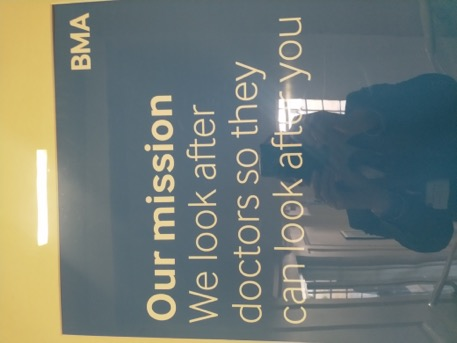 BMA
Our mission
We look after
doctors so they
can look after you